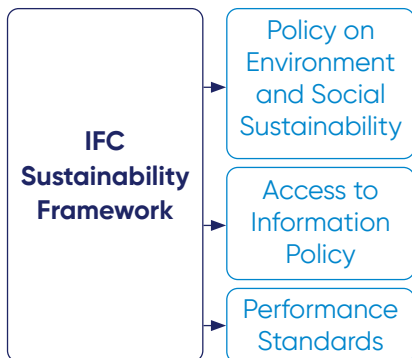 IFC
Sustainability
Framework
Policy on
Environment
and Social
Sustainability
Access to
Information
Policy
Performance
Standards